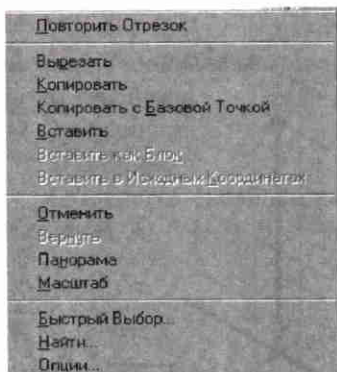 Повторить Отрезок
Вырезать
Копировать
Копировать с Базовой Точкой
Вставить
Вставить как Блок
Вставить в Исходных Координатах
Отменить
Вернуть
Панорама
Масштаб
Быстрый Выбор...
Найти...
Опции...